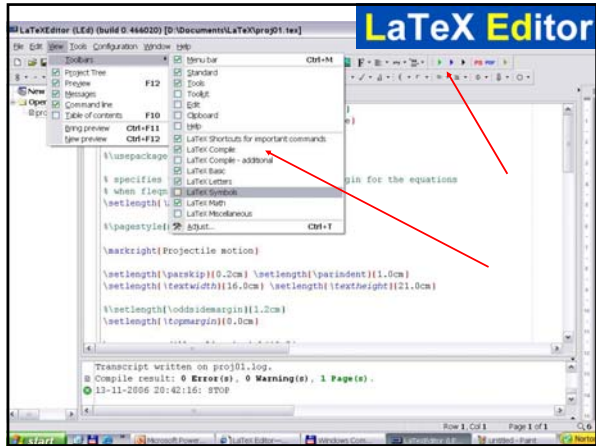 LaTeXEditor (LEd) (build 0.466020) [D:\Documents\LaTeX\proj01.tex]
LaTeX Editor
File Edit View Tools Configuration Window Help
Toolbars
Project Tree
Preview F12
Messages
Command line
Table of contents F10
Bring preview Ctrl+F11
New preview Ctrl+F12
Menu bar Ctrl+M
Standard
Tools
Toolkit
Edit
Clipboard
Help
LaTeX Shortcuts for important commands
LaTeX Compile
LaTeX Compile - additional
LaTeX Basic
LaTeX Letters
LaTeX Symbols
LaTeX Math
LaTeX Miscellaneous
Adjust... Ctrl+T
New
Open
%\usepackage
% specifies gin for the equations
% when fleqn
\setlength{\
%\pagestyle{
\markright{Projectile motion}
\setlength{\parskip}{0.2cm} \setlength{\parindent}{1.0cm}
\setlength{\textwidth}{16.0cm} \setlength{\textheight}{21.0cm}
%\setlength{\oddsidemargin}{1.2cm}
\setlength{\topmargin}{0.0cm}
Transcript written on proj01.log.
Compile result: 0 Error(s), 0 Warning(s), 1 Page(s).
13-11-2006 20:42:16: STOP
Row 1, Col 1 Page 1 of 1
start Microsoft Power... LaTeX Editor Windows Com... untitled - Paint Norton